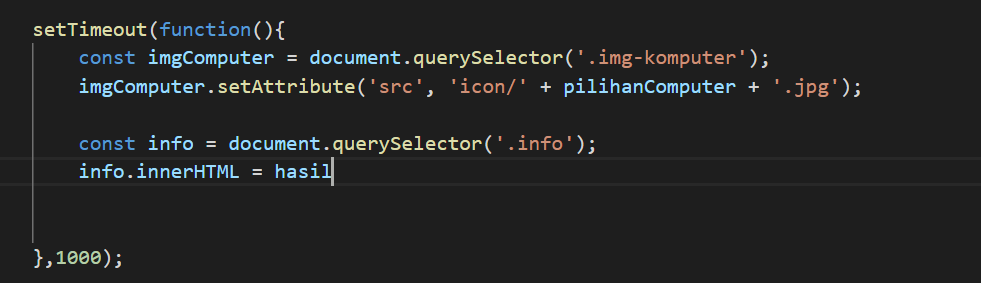 setTimeout(function(){
    const imgComputer = document.querySelector('.img-komputer');
    imgComputer.setAttribute('src', 'icon/' + pilihanComputer + '.jpg');
    const info = document.querySelector('.info');
    info.innerHTML = hasil
},1000);